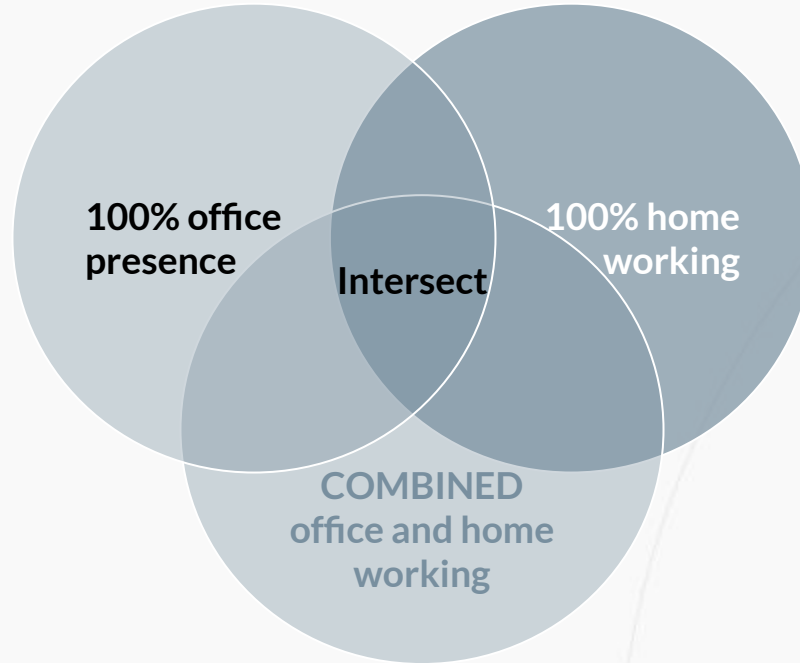 100% office
presence
100% home
working
Intersect
COMBINED
office and home
working